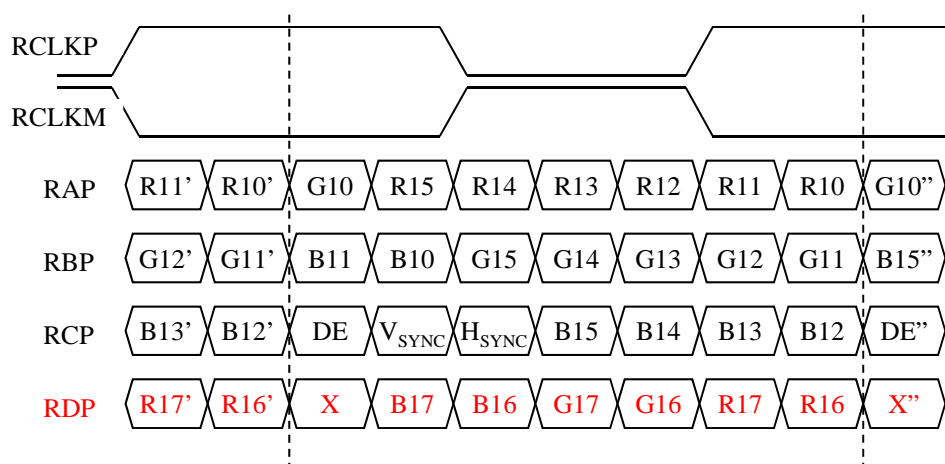 RCLKP
RCLKM
RAP R11’ R10’ G10 R15 R14 R13 R12 R11 R10 G10”
RBP G12’ G11’ B11 B10 G15 G14 G13 G12 G11 B15”
RCP B13’ B12’ DE VSYNC HSYNC B15 B14 B13 B12 DE”
RDP R17’ R16’ X B17 B16 G17 G16 R17 R16 X”